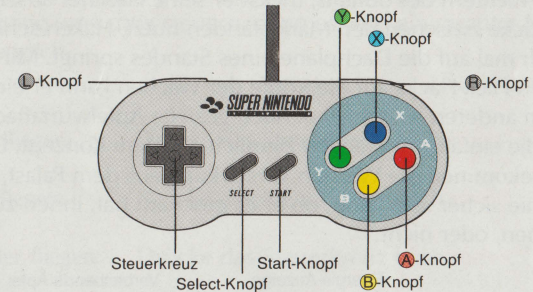 Y-Knopf
X-Knopf
L-Knopf
R-Knopf
SUPER NINTENDO
X
A
Y
B
SELECT
START
Steuerkreuz
Start-Knopf
A-Knopf
Select-Knopf
B-Knopf